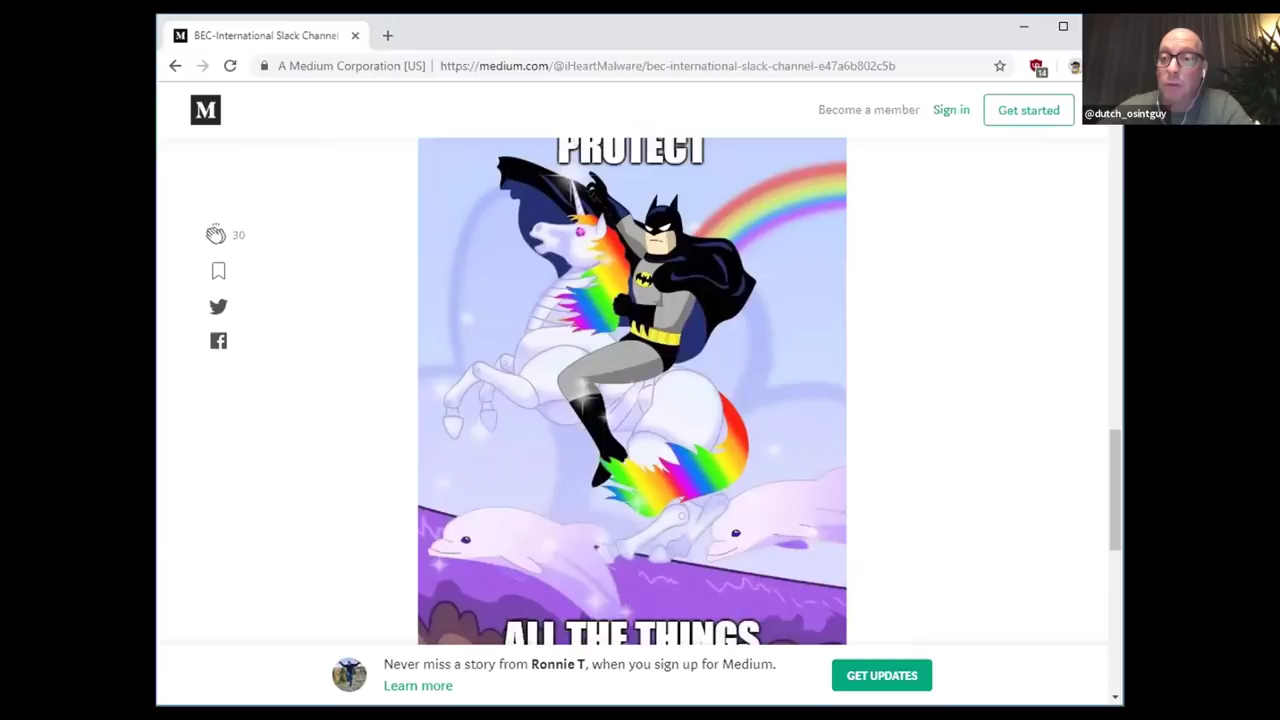 BEC-International Slack Channel
A Medium Corporation [US] | https://medium.com/@iHeartMalware/bec-international-slack-channel-e47a6b802c5b
14
@dutch_osintguy
M
Become a member
Sign in
Get started
PROTECT
30
ALL THE THINGS
Never miss a story from Ronnie T, when you sign up for Medium.
Learn more
GET UPDATES